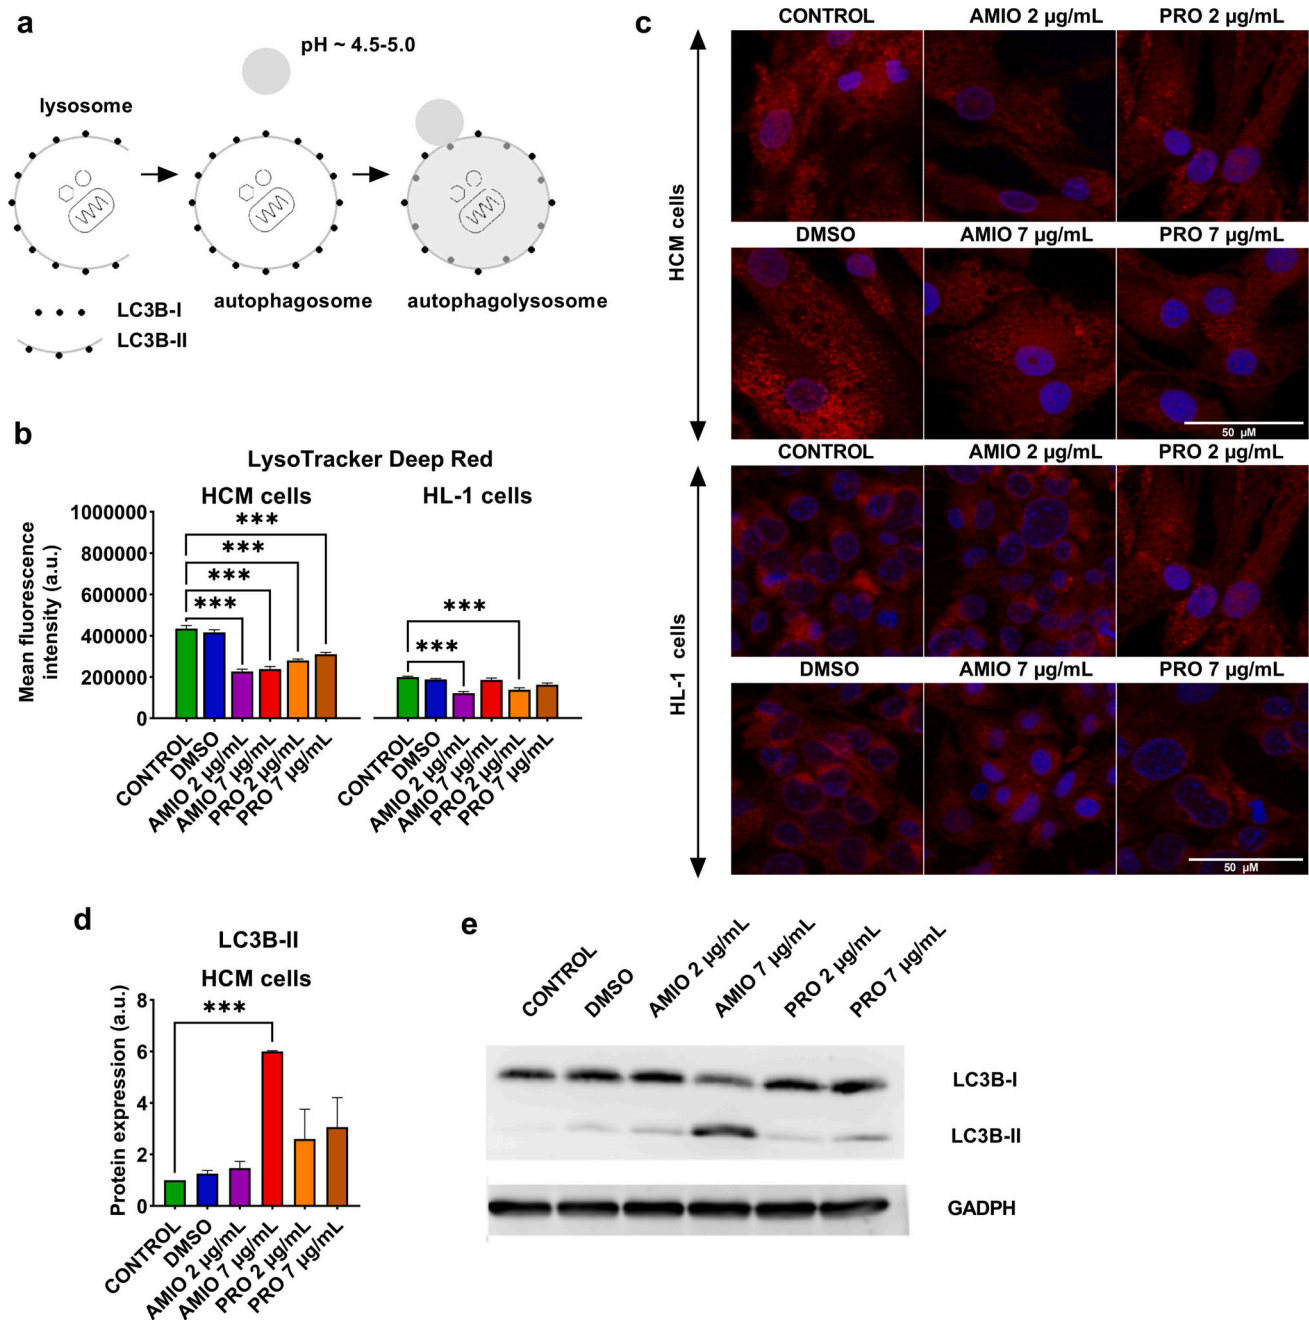 a
pH ~ 4.5-5.0
lysosome
autophagosome
autophagolysosome
LC3B-I
LC3B-II
b
LysoTracker Deep Red
HCM cells
HL-1 cells
Mean fluorescence
intensity (a.u.)
1000000
800000
600000
400000
200000
0
***
***
***
***
***
***
CONTROL
DMSO
AMIO 2 µg/mL
AMIO 7 µg/mL
PRO 2 µg/mL
PRO 7 µg/mL
CONTROL
DMSO
AMIO 2 µg/mL
AMIO 7 µg/mL
PRO 2 µg/mL
PRO 7 µg/mL
c
HCM cells
CONTROL
AMIO 2 µg/mL
PRO 2 µg/mL
DMSO
AMIO 7 µg/mL
PRO 7 µg/mL
50 µM
HL-1 cells
CONTROL
AMIO 2 µg/mL
PRO 2 µg/mL
DMSO
AMIO 7 µg/mL
PRO 7 µg/mL
50 µM
d
LC3B-II
HCM cells
Protein expression (a.u.)
8
6
4
2
0
***
CONTROL
DMSO
AMIO 2 µg/mL
AMIO 7 µg/mL
PRO 2 µg/mL
PRO 7 µg/mL
e
CONTROL
DMSO
AMIO 2 µg/mL
AMIO 7 µg/mL
PRO 2 µg/mL
PRO 7 µg/mL
LC3B-I
LC3B-II
GADPH